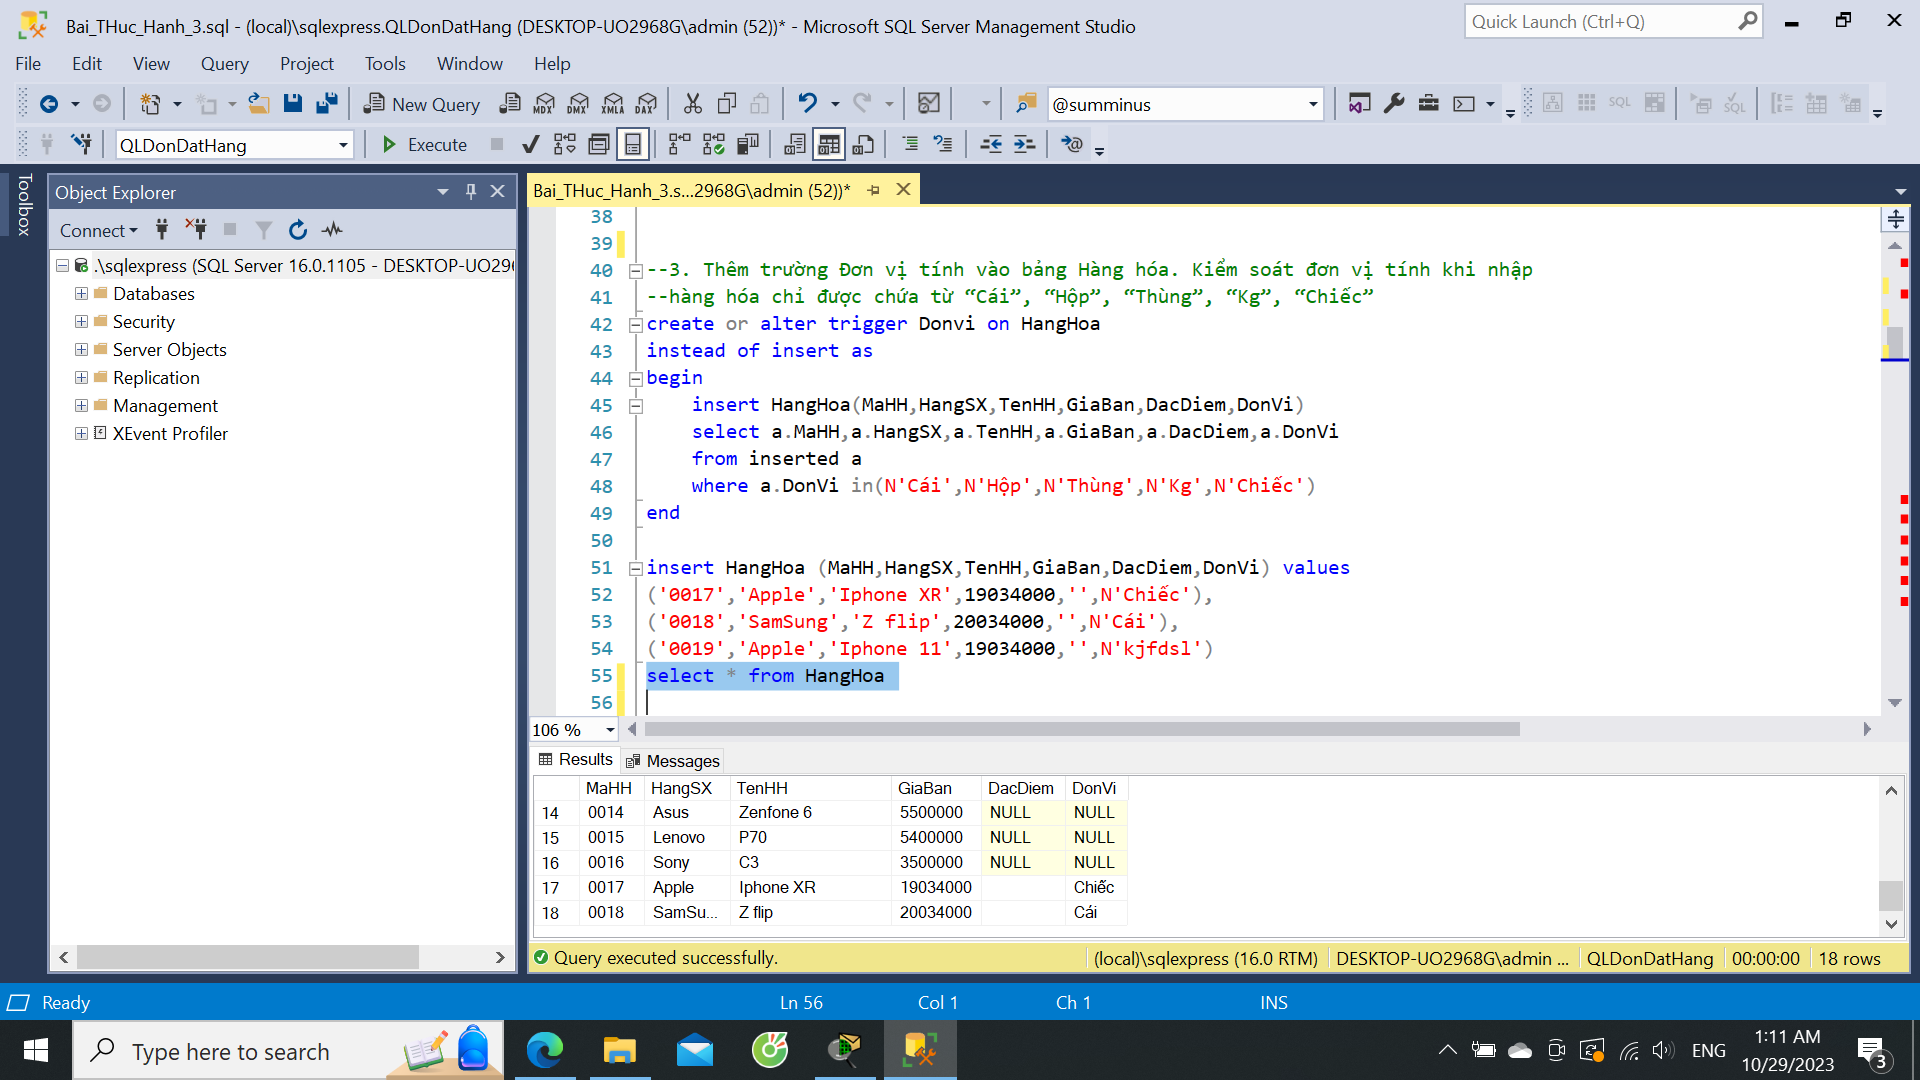 Bai_THuc_Hanh_3.sql - (local)\sqlexpress.QLDonDatHang (DESKTOP-UO2968G\admin (52))* - Microsoft SQL Server Management Studio
Quick Launch (Ctrl+Q)
File Edit View Query Project Tools Window Help
New Query MDX DMX XMLA DAX @summinus SQL SQL
QLDonDatHang Execute
Toolbox
Object Explorer
Connect
.\sqlexpress (SQL Server 16.0.1105 - DESKTOP-UO296
Databases
Security
Server Objects
Replication
Management
XEvent Profiler
Bai_THuc_Hanh_3.s...2968G\admin (52))*
38
39
40 --3. Thêm trường Đơn vị tính vào bảng Hàng hóa. Kiểm soát đơn vị tính khi nhập
41 --hàng hóa chỉ được chứa từ “Cái”, “Hộp”, “Thùng”, “Kg”, “Chiếc”
42 create or alter trigger Donvi on HangHoa
43 instead of insert as
44 begin
45 insert HangHoa(MaHH,HangSX,TenHH,GiaBan,DacDiem,DonVi)
46 select a.MaHH,a.HangSX,a.TenHH,a.GiaBan,a.DacDiem,a.DonVi
47 from inserted a
48 where a.DonVi in(N'Cái',N'Hộp',N'Thùng',N'Kg',N'Chiếc')
49 end
50
51 insert HangHoa (MaHH,HangSX,TenHH,GiaBan,DacDiem,DonVi) values
52 ('0017','Apple','Iphone XR',19034000,'',N'Chiếc'),
53 ('0018','SamSung','Z flip',20034000,'',N'Cái'),
54 ('0019','Apple','Iphone 11',19034000,'',N'kjfdsl')
55 select * from HangHoa
56
106 %
Results Messages
MaHH HangSX TenHH GiaBan DacDiem DonVi
14 0014 Asus Zenfone 6 5500000 NULL NULL
15 0015 Lenovo P70 5400000 NULL NULL
16 0016 Sony C3 3500000 NULL NULL
17 0017 Apple Iphone XR 19034000 Chiếc
18 0018 SamSu... Z flip 20034000 Cái
Query executed successfully. (local)\sqlexpress (16.0 RTM) DESKTOP-UO2968G\admin ... QLDonDatHang 00:00:00 18 rows
Ready Ln 56 Col 1 Ch 1 INS
Type here to search
ENG
1:11 AM
10/29/2023
3